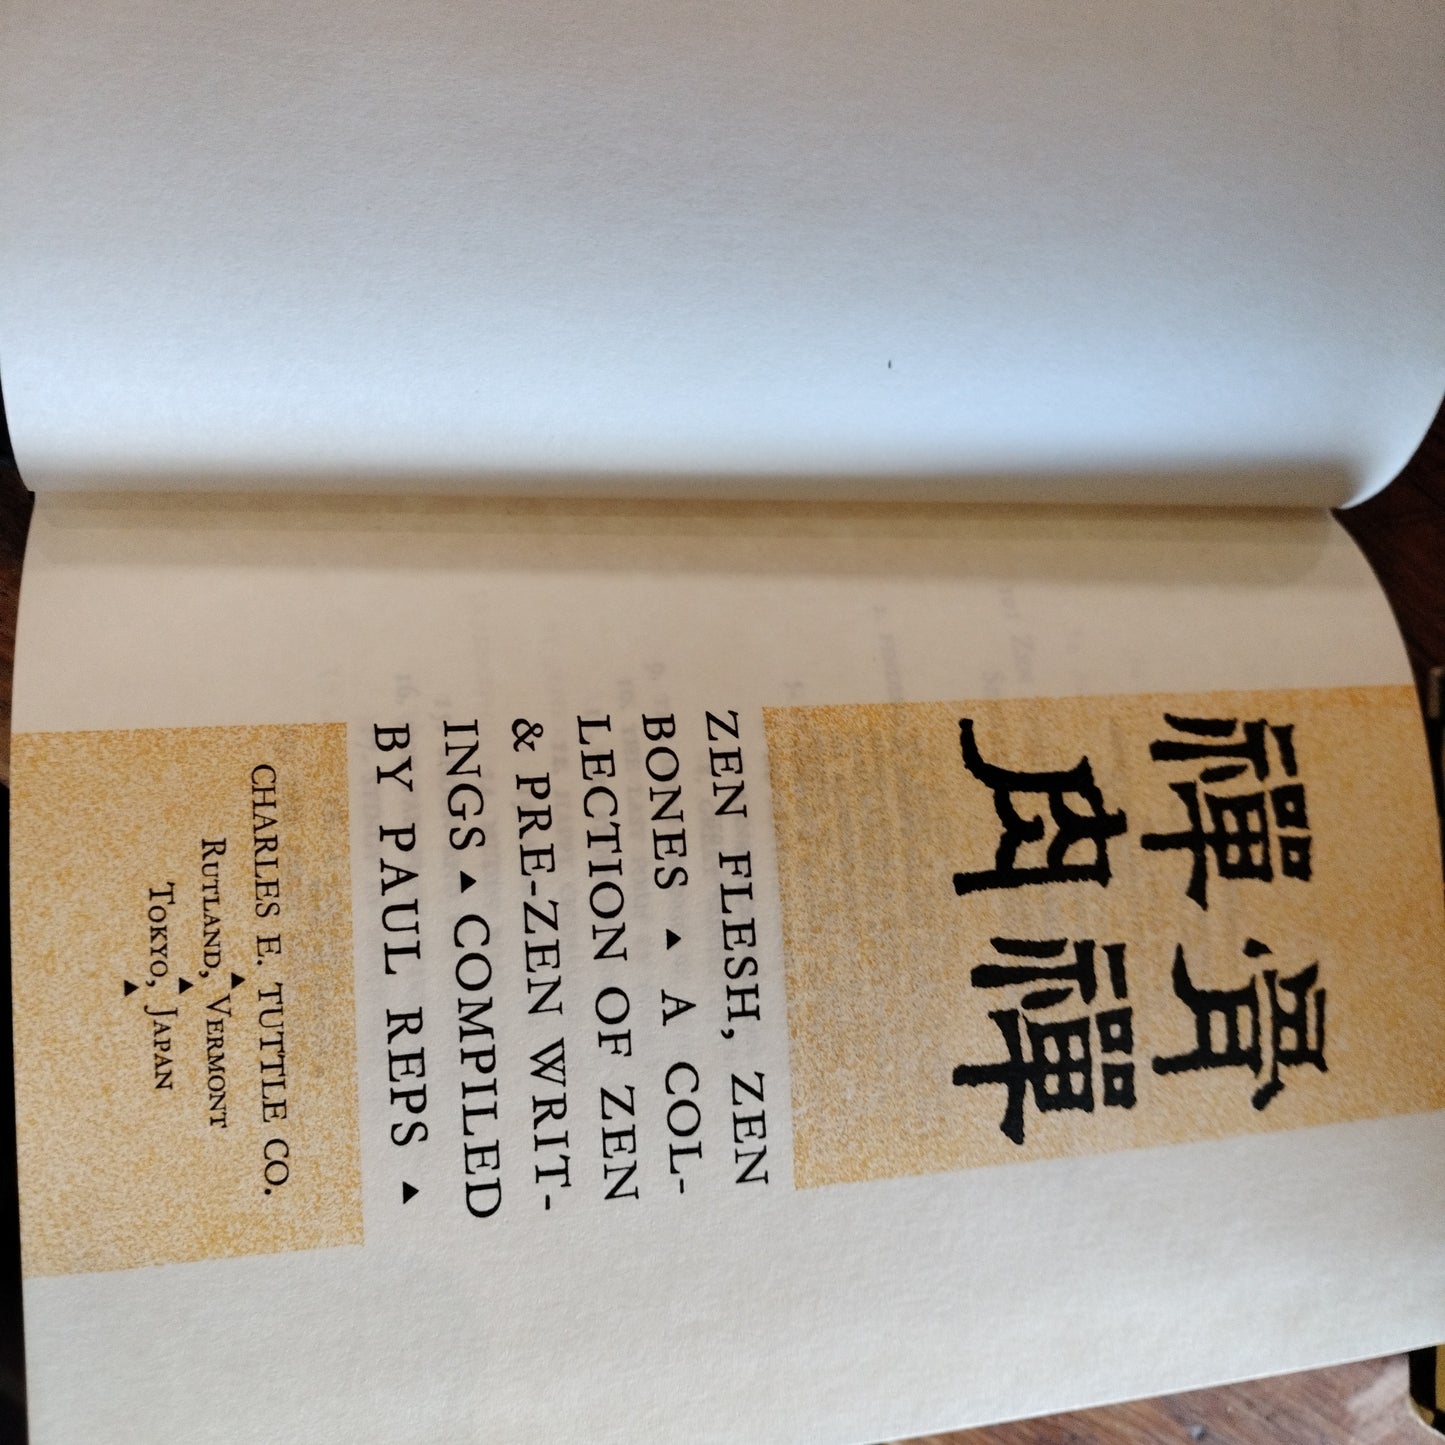 禪骨
肉禪
ZEN FLESH, ZEN
BONES ▲ A COL-
LECTION OF ZEN
& PRE-ZEN WRIT-
INGS ▲ COMPILED
BY PAUL REPS ▲
CHARLES E. TUTTLE CO.
RUTLAND, VERMONT
TOKYO, JAPAN